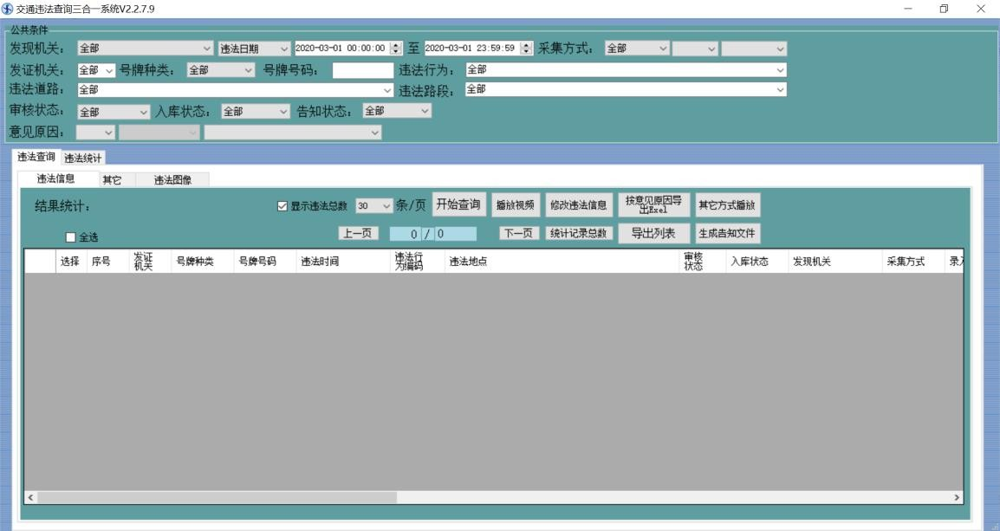 交通违法查询三合一系统V2.2.7.9
公共条件
发现机关： 全部 违法日期 2020-03-01 00:00:00 至 2020-03-01 23:59:59 采集方式： 全部
发证机关： 全部 号牌种类： 全部 号牌号码： 违法行为： 全部
违法道路： 全部 违法路段： 全部
审核状态： 全部 入库状态： 全部 告知状态： 全部
意见原因：
违法查询 违法统计
违法信息 其它 违法图像
结果统计： 显示违法总数 30 条/页 开始查询 播放视频 修改违法信息 按意见原因导出Exel 其它方式播放
全选 上一页 0 / 0 下一页 统计记录总数 导出列表 生成告知文件
选择 序号 发证机关 号牌种类 号牌号码 违法时间 违法行为编码 违法地点 审核状态 入库状态 发现机关 采集方式 录入